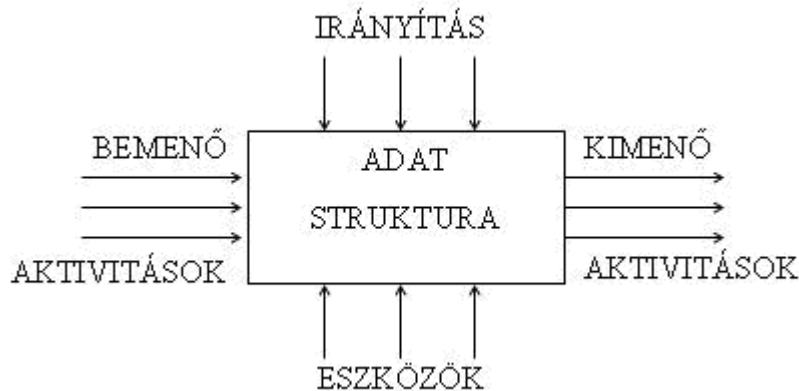 IRÁNYÍTÁS
BEMENŐ
ADAT
KIMENŐ
STRUKTURA
AKTIVITÁSOK
AKTIVITÁSOK
ESZKÖZÖK